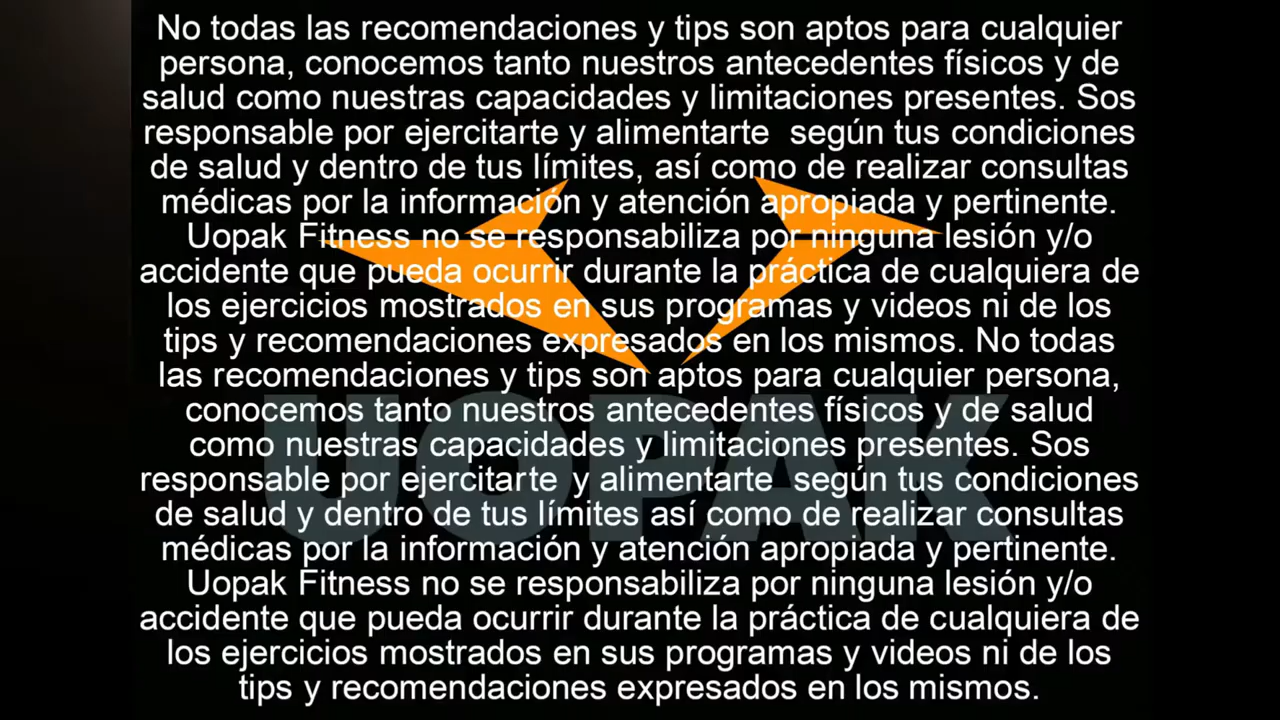 No todas las recomendaciones y tips son aptos para cualquier
persona, conocemos tanto nuestros antecedentes físicos y de
salud como nuestras capacidades y limitaciones presentes. Sos
responsable por ejercitarte y alimentarte  según tus condiciones
de salud y dentro de tus límites, así como de realizar consultas
médicas por la información y atención apropiada y pertinente.
Uopak Fitness no se responsabiliza por ninguna lesión y/o
accidente que pueda ocurrir durante la práctica de cualquiera de
los ejercicios mostrados en sus programas y videos ni de los
tips y recomendaciones expresados en los mismos. No todas
las recomendaciones y tips son aptos para cualquier persona,
conocemos tanto nuestros antecedentes físicos y de salud
como nuestras capacidades y limitaciones presentes. Sos
responsable por ejercitarte y alimentarte  según tus condiciones
de salud y dentro de tus límites así como de realizar consultas
médicas por la información y atención apropiada y pertinente.
Uopak Fitness no se responsabiliza por ninguna lesión y/o
accidente que pueda ocurrir durante la práctica de cualquiera de
los ejercicios mostrados en sus programas y videos ni de los
tips y recomendaciones expresados en los mismos.
UOPAK